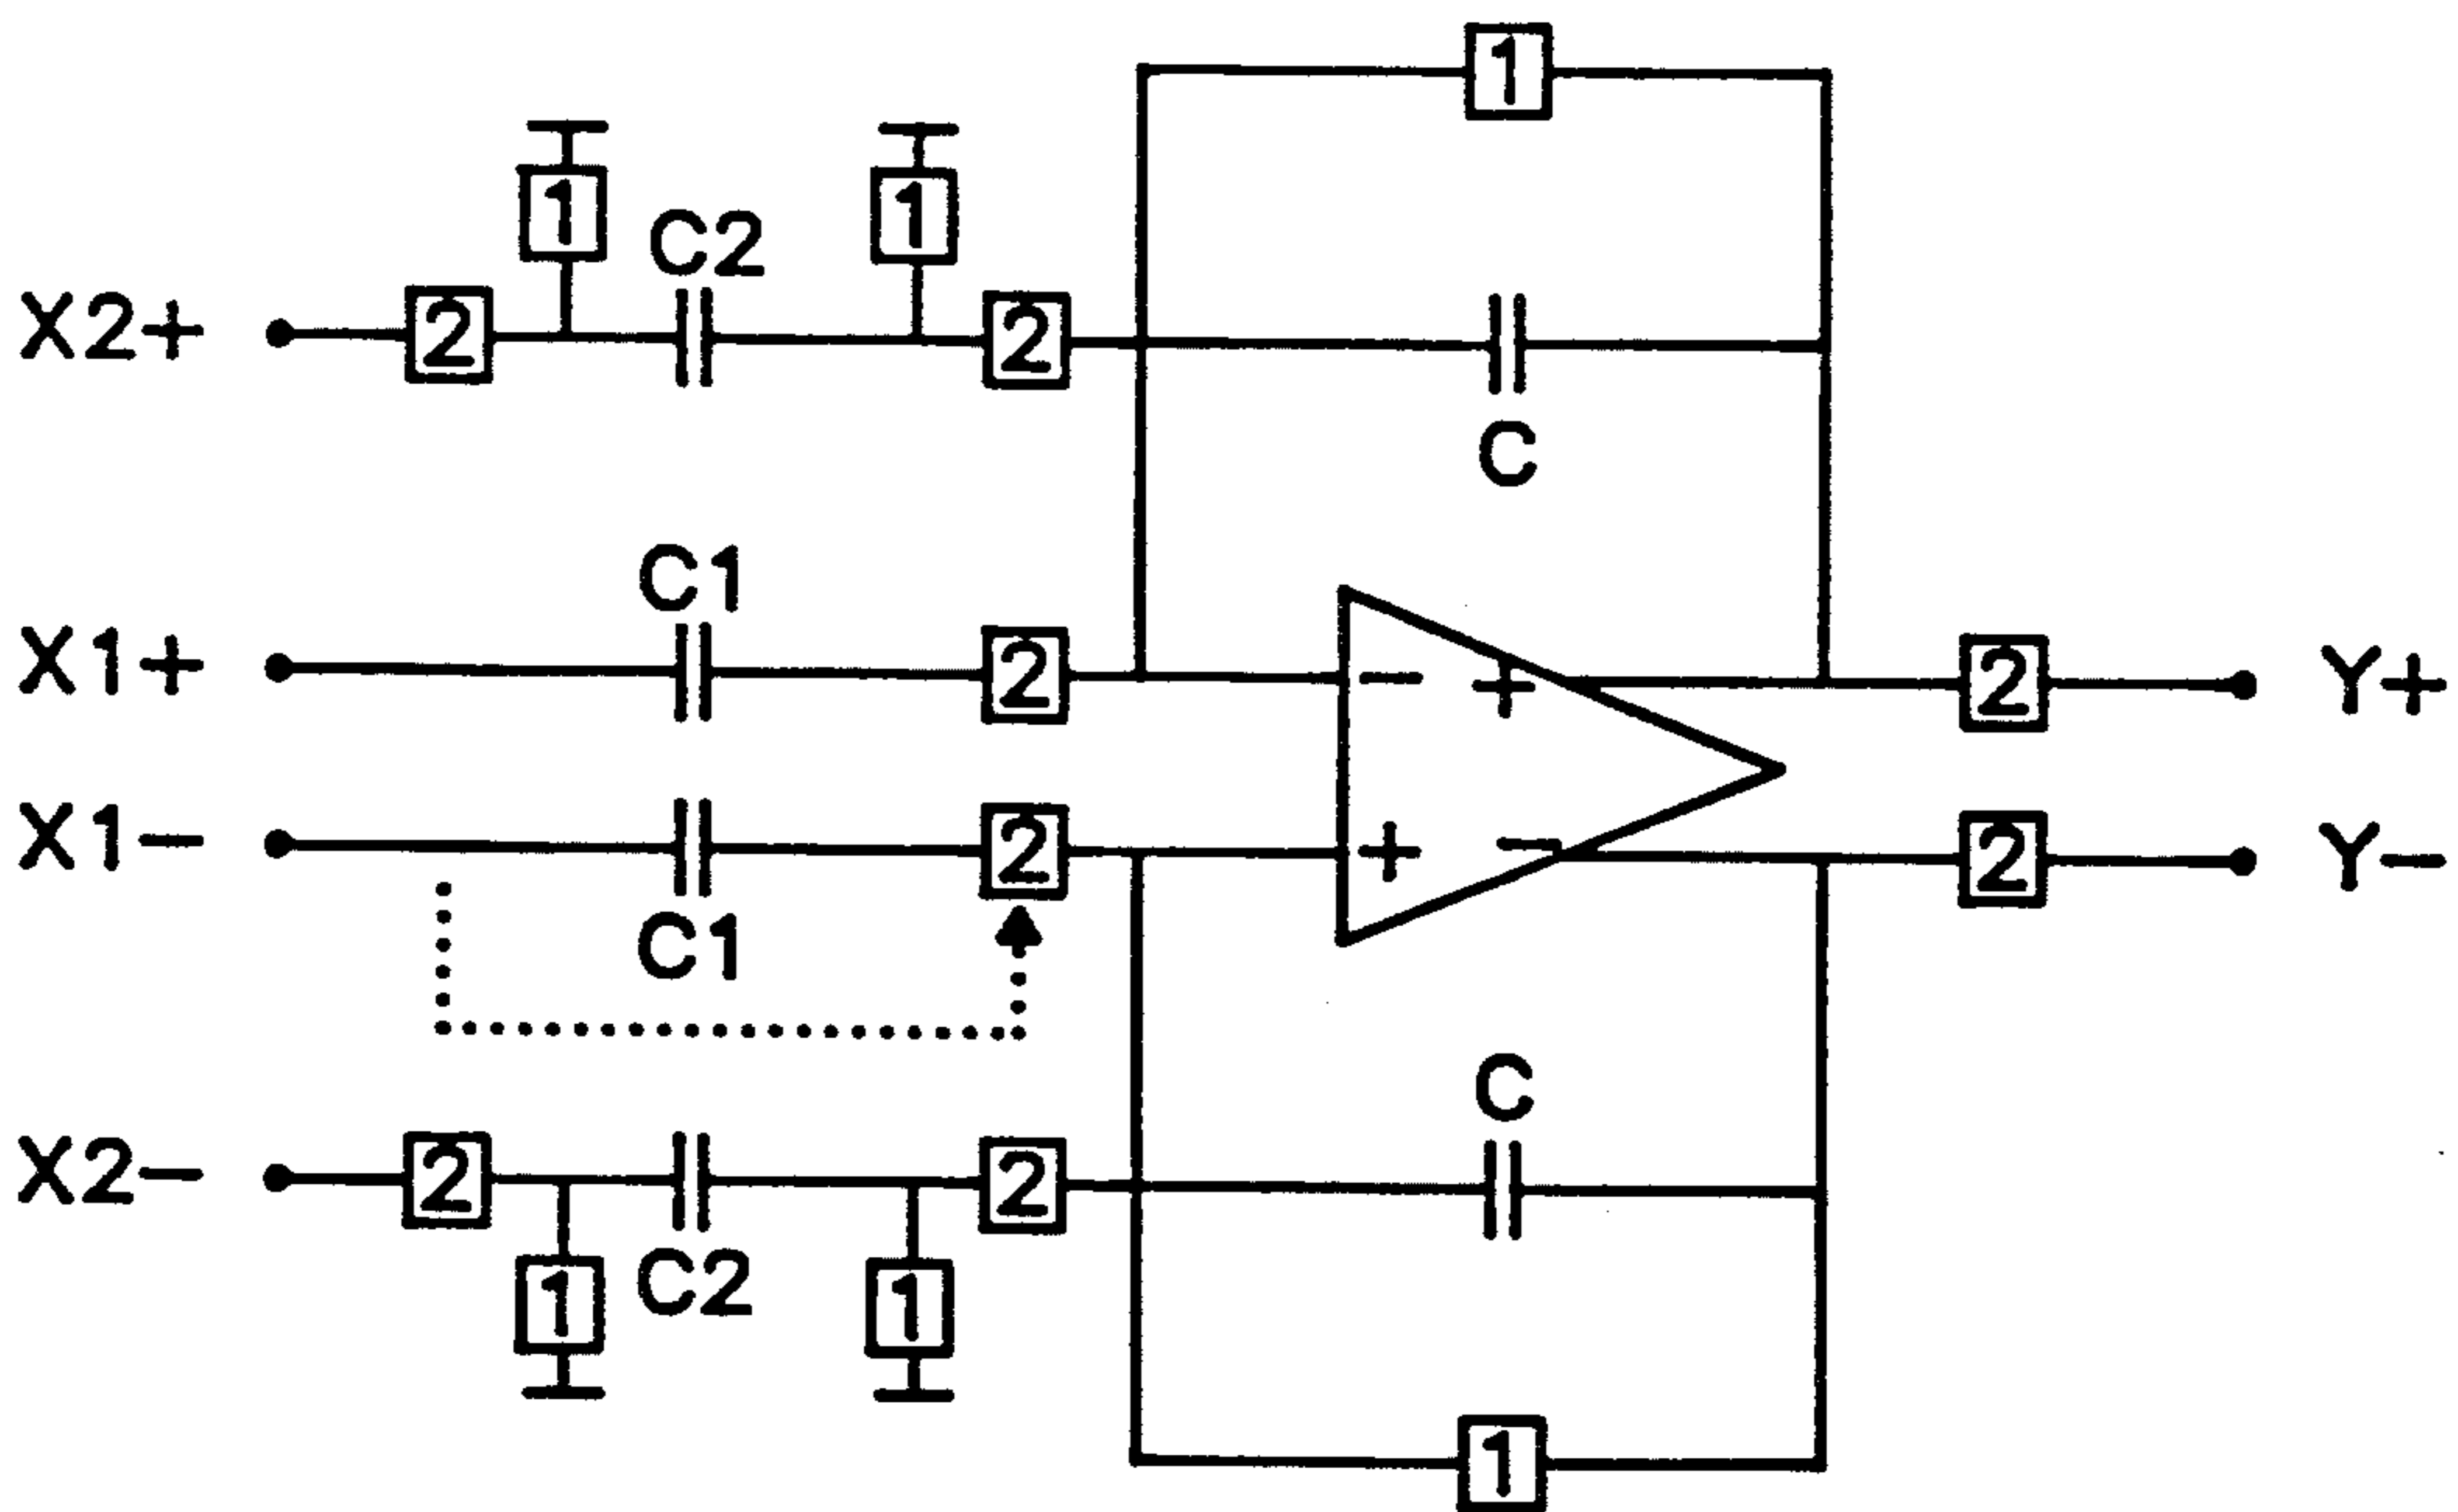 1
1 1
C2
X2+ 2 2
C
C1
X1+ 2 - + 2 Y+
X1- 2 + - 2 Y-
C1
C
X2- 2 2
C2
1 1
1